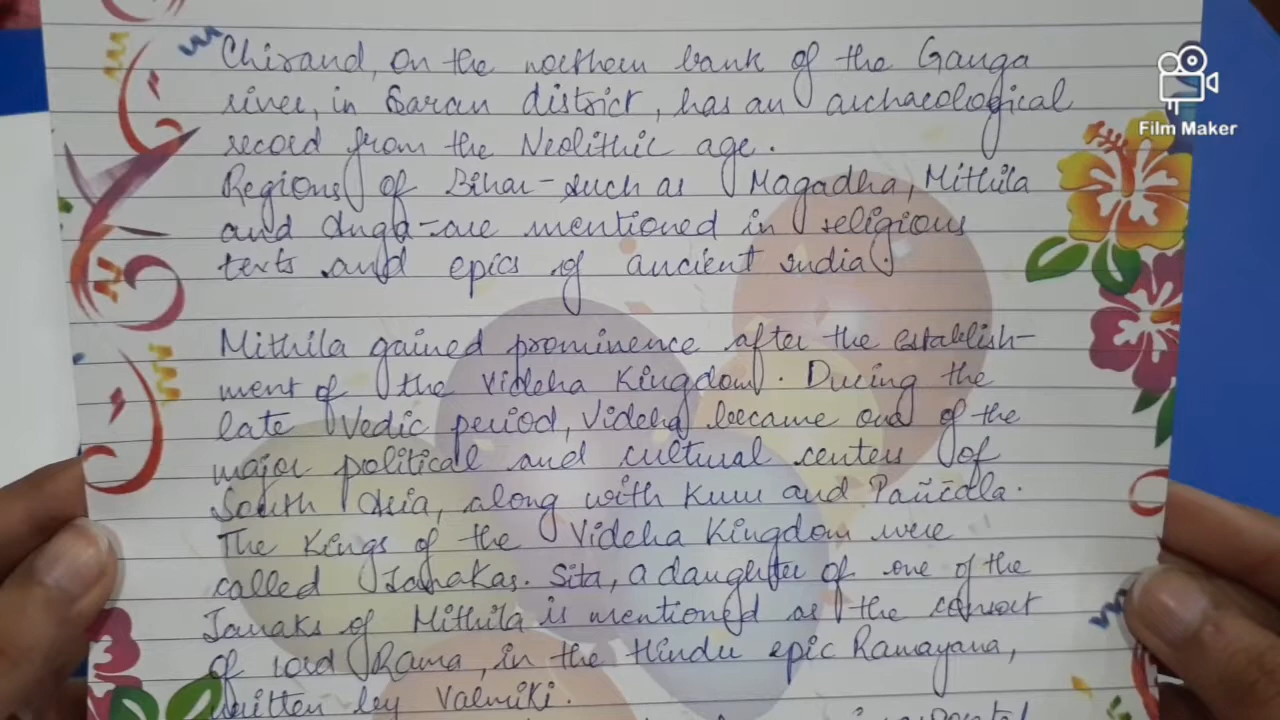 Chirand, on the northern bank of the Ganga
river, in Saran district, has an archaeological
record from the Neolithic age.
Regions of Bihar-such as Magadha, Mithila
and Anga-are mentioned in religious
texts and epics of ancient india.
Mithila gained prominence after the establish-
ment of the Videha Kingdom. During the
late Vedic period, Videha became one of the
major political and cultural centers of
South Asia, along with Kuru and Pañcāla.
The Kings of the Videha Kingdom were
called Janakas. Sita, a daughter of one of the
Janaks of Mithila is mentioned as the consort
of lord Rama, in the Hindu epic Ramayana,
written by Valmiki.
Film Maker